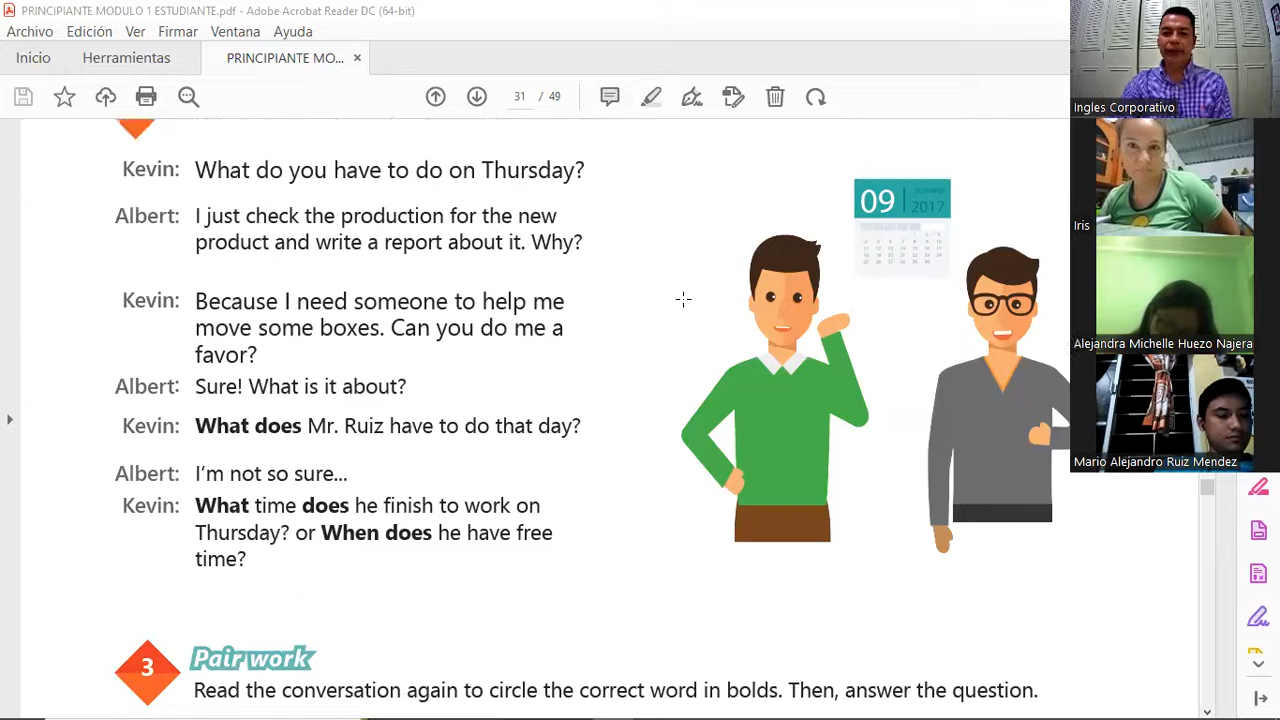 PRINCIPIANTE MODULO 1 ESTUDIANTE.pdf - Adobe Acrobat Reader DC (64-bit)
Archivo Edición Ver Firmar Ventana Ayuda
Inicio Herramientas PRINCIPIANTE MO... ×
31 / 49
Kevin: What do you have to do on Thursday?
Albert: I just check the production for the new
product and write a report about it. Why?
Kevin: Because I need someone to help me
move some boxes. Can you do me a
favor?
Albert: Sure! What is it about?
Kevin: What does Mr. Ruiz have to do that day?
Albert: I'm not so sure...
Kevin: What time does he finish to work on
Thursday? or When does he have free
time?
09
2017
3 Pair work
Read the conversation again to circle the correct word in bolds. Then, answer the question.
Ingles Corporativo
Iris
Alejandra Michelle Huezo Najera
Mario Alejandro Ruiz Mendez